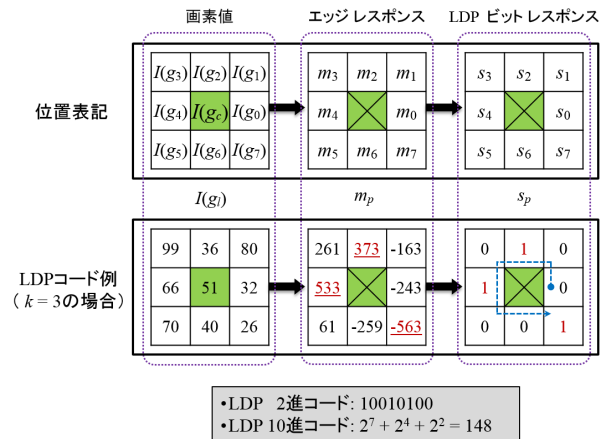 画素値 エッジ レスポンス LDP ビット レスポンス
位置表記
I(g3) I(g2) I(g1) m3 m2 m1 s3 s2 s1
I(g4) I(gc) I(g0) m4 m0 s4 s0
I(g5) I(g6) I(g7) m5 m6 m7 s5 s6 s7
I(gl) mp sp
LDPコード例
( k = 3の場合)
99 36 80 261 373 -163 0 1 0
66 51 32 533 -243 1 0
70 40 26 61 -259 -563 0 0 1
•LDP 2進コード: 10010100
•LDP 10進コード: 2⁷ + 2⁴ + 2² = 148